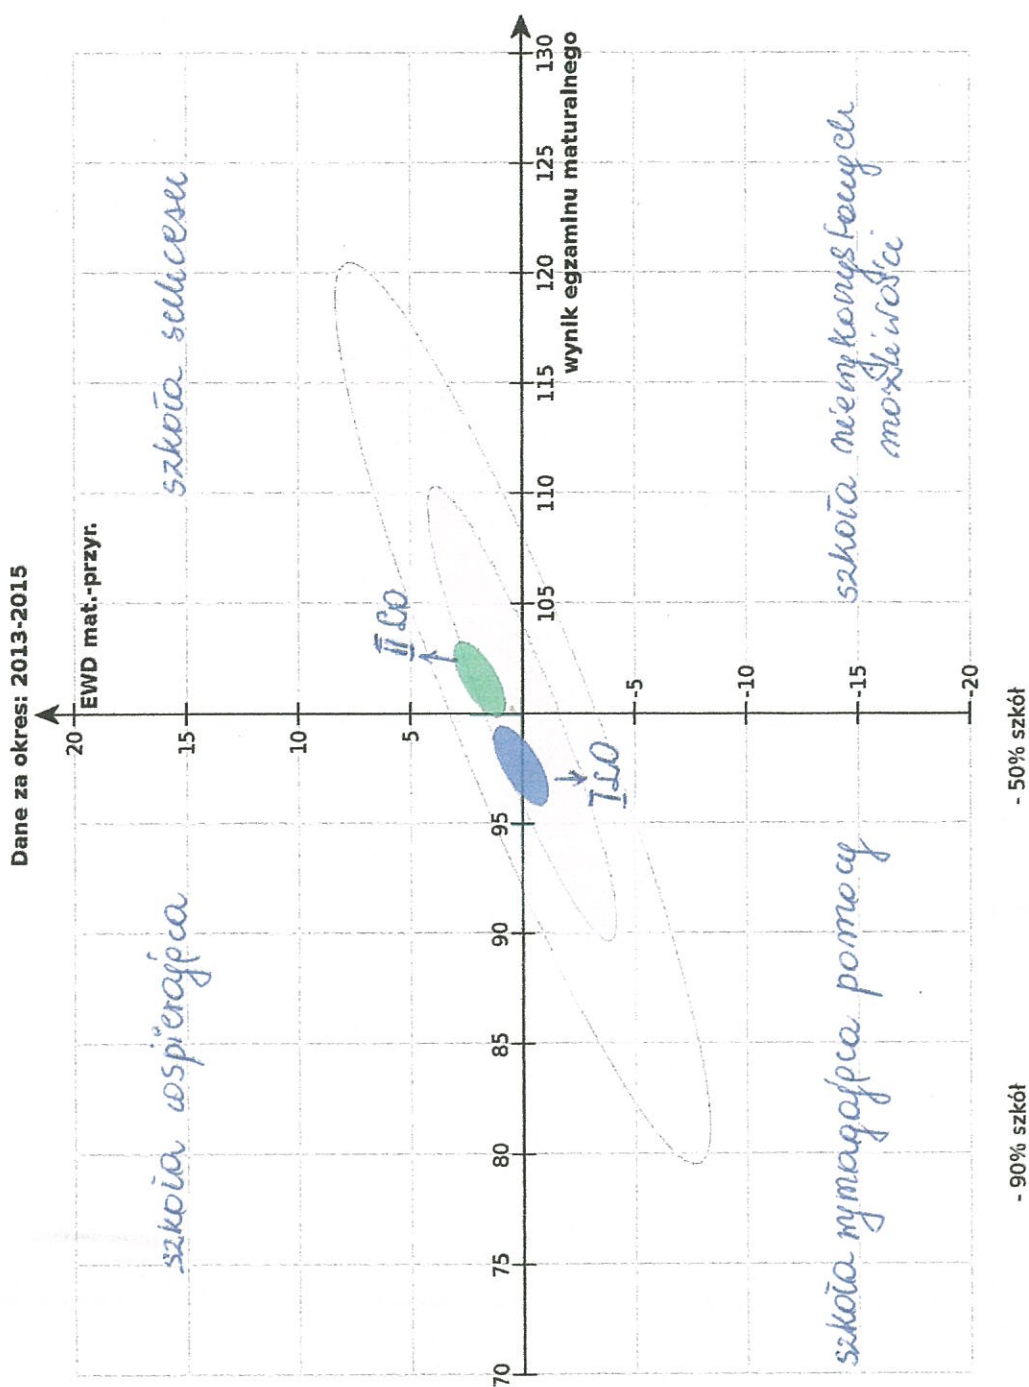 Dane za okres: 2013-2015
EWD mat.-przyr.
20
15
10
5
-5
-10
-15
-20
70
75
80
85
90
95
105
110
115
120
125
130
wynik egzaminu maturalnego
szkoła wspierająca
szkoła sukcesu
II LO
I LO
szkoła wymagająca pomocy
szkoła niewykorzystanych
możliwości
- 90% szkół
- 50% szkół